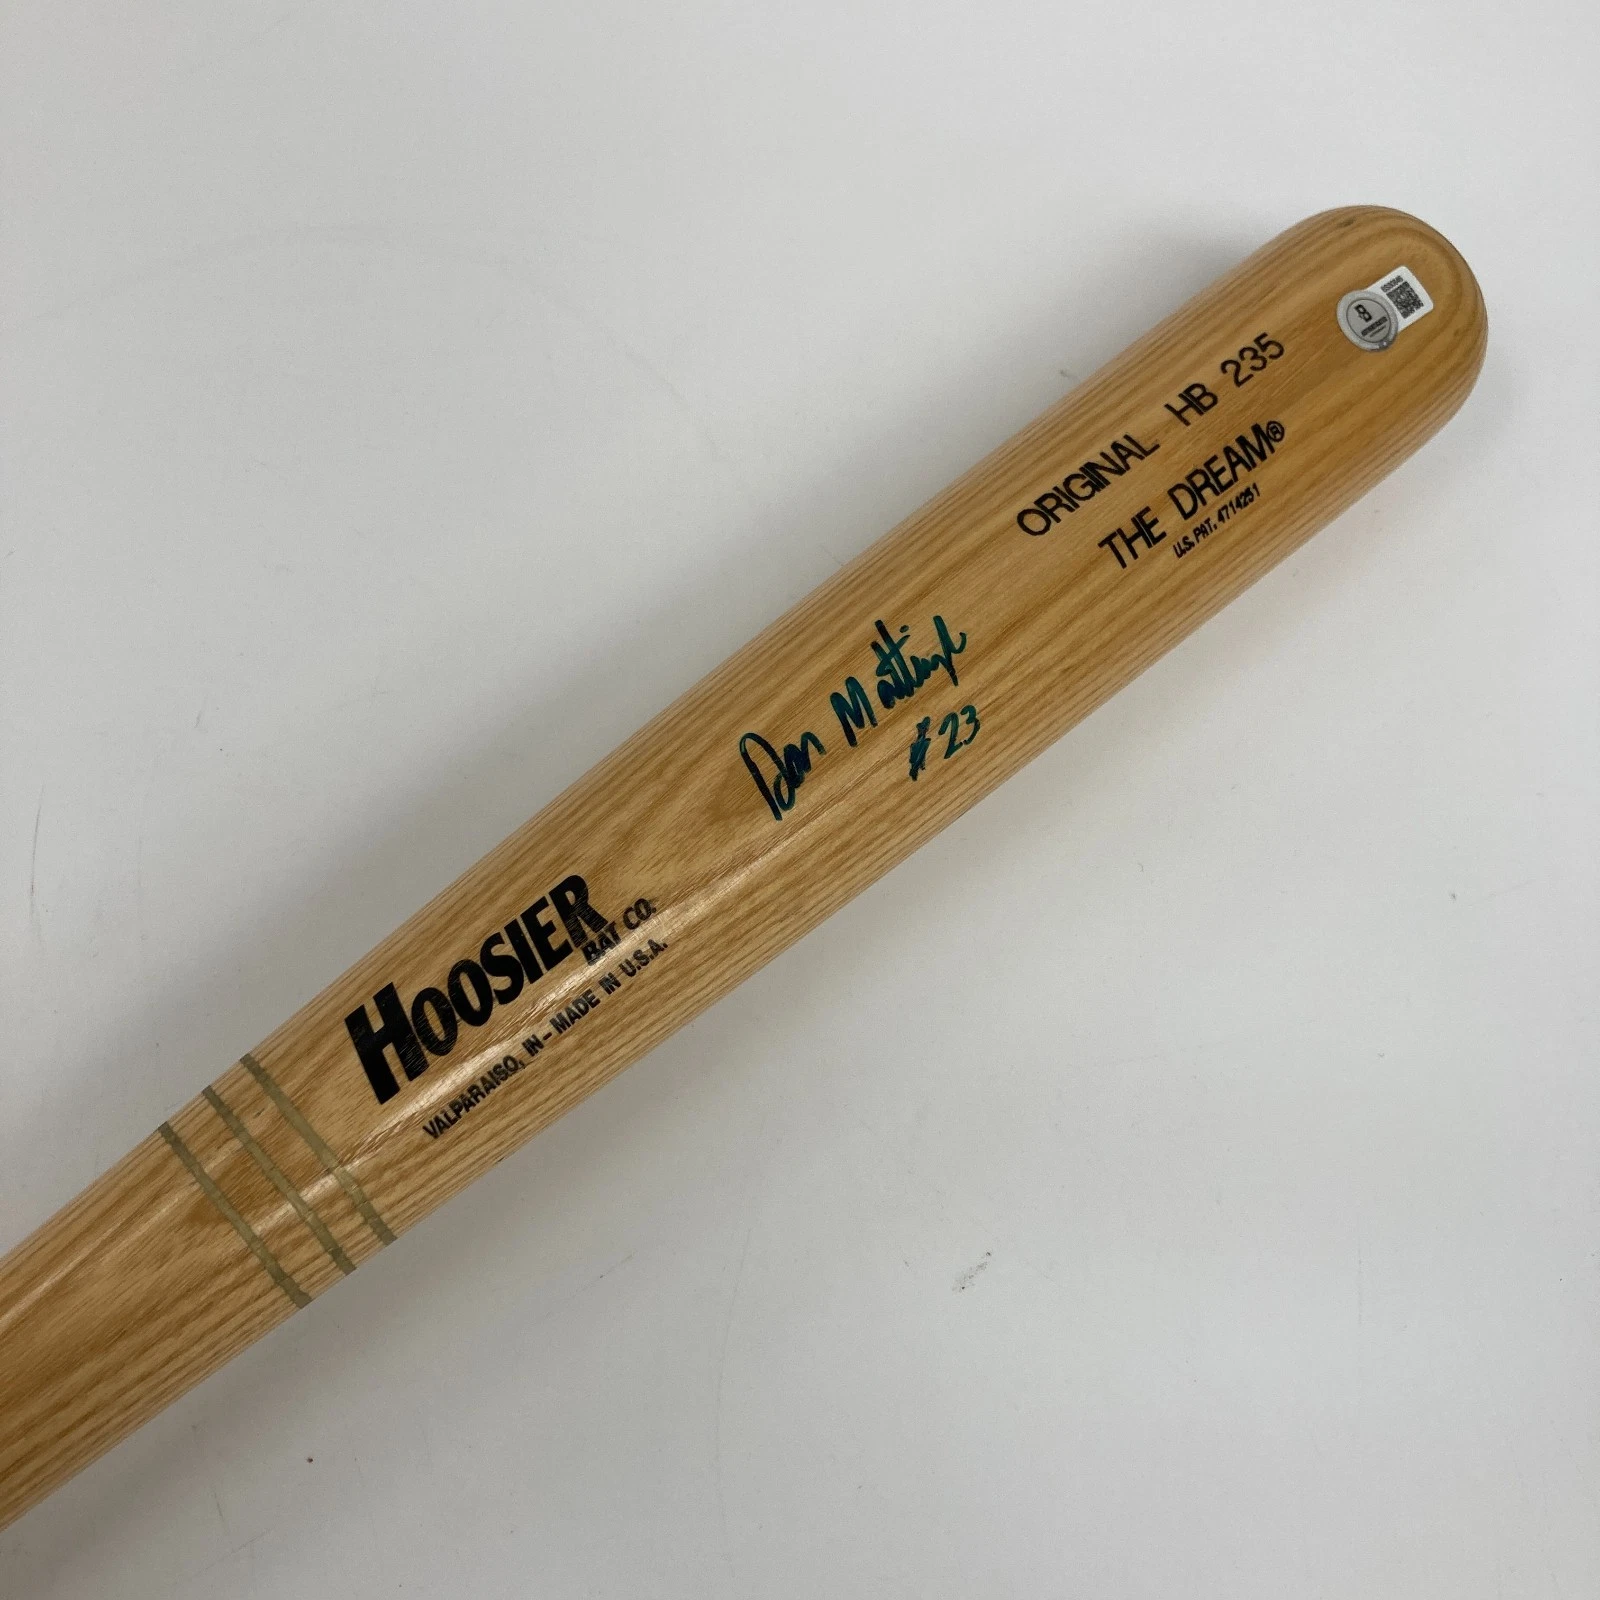 ORIGINAL HB 235
THE DREAM®
U.S. PAT. 4714251
Don Mattingly
#23
HOOSIER
BAT CO.
VALPARAISO, IN - MADE IN U.S.A.